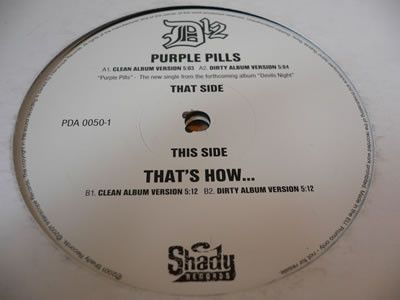 D12
PURPLE PILLS
A1. CLEAN ALBUM VERSION 5:03 A2. DIRTY ALBUM VERSION 5:04
"Purple Pills" - The new single from the forthcoming album "Devils Night"
THAT SIDE
PDA 0050-1
THIS SIDE
THAT'S HOW...
B1. CLEAN ALBUM VERSION 5:12 B2. DIRTY ALBUM VERSION 5:12
Shady
RECORDS